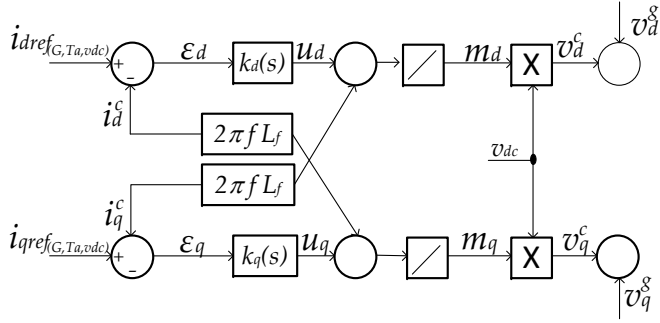 i_dref(G,Ta,vdc) + - ε_d k_d(s) u_d m_d X v_d^c v_d^g
i_d^c 2πfL_f
v_dc
i_q^c 2πfL_f
i_qref(G,Ta,vdc) + - ε_q k_q(s) u_q m_q X v_q^c
v_q^g